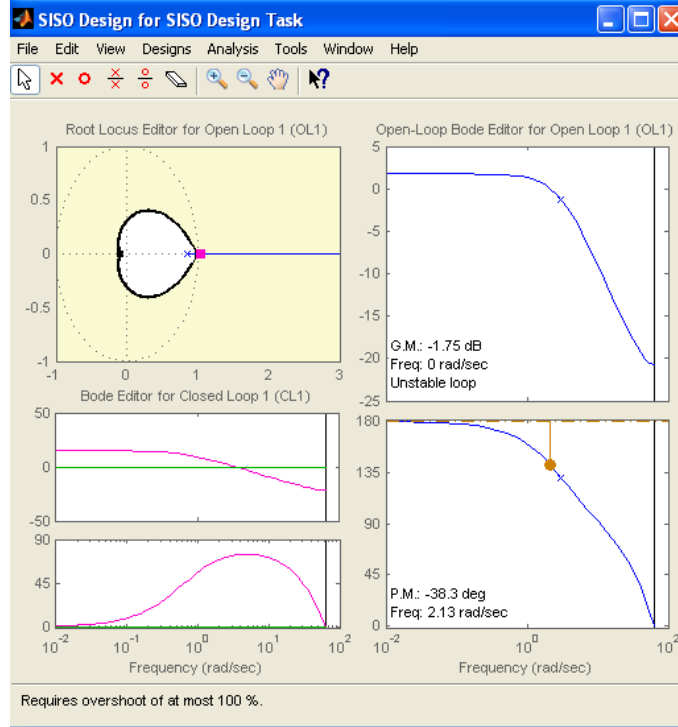 SISO Design for SISO Design Task
File Edit View Designs Analysis Tools Window Help
Root Locus Editor for Open Loop 1 (OL1)
1
0.5
0
-0.5
-1
-1 0 1 2 3
Bode Editor for Closed Loop 1 (CL1)
50
0
-50
90
45
0
10^-2 10^-1 10^0 10^1 10^2
Frequency (rad/sec)
Open-Loop Bode Editor for Open Loop 1 (OL1)
5
0
-5
-10
-15
-20
-25
G.M.: -1.75 dB
Freq: 0 rad/sec
Unstable loop
180
135
90
45
0
P.M.: -38.3 deg
Freq: 2.13 rad/sec
10^-2 10^0 10^2
Frequency (rad/sec)
Requires overshoot of at most 100 %.